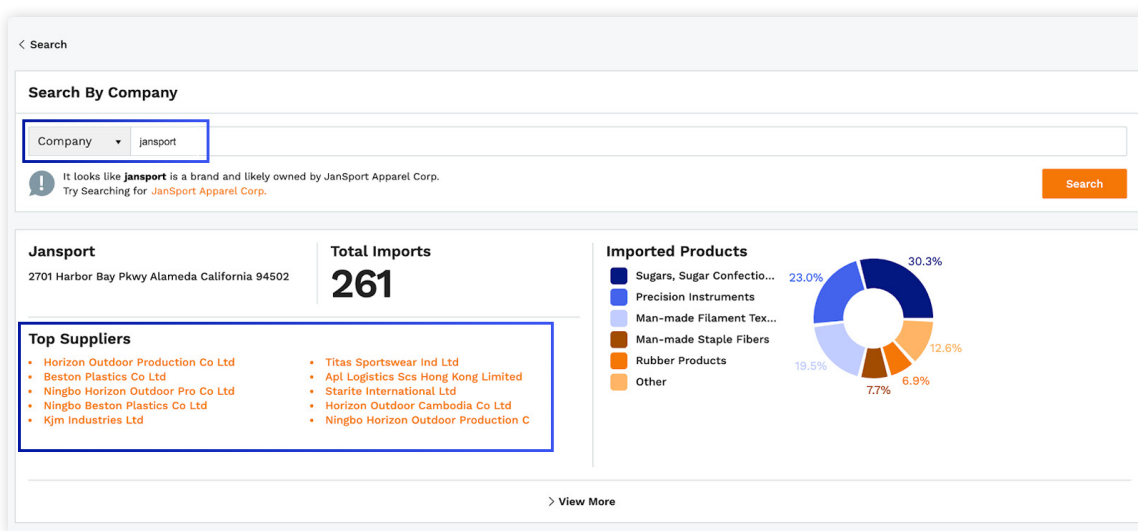 Search
Search By Company
Company
jansport
It looks like jansport is a brand and likely owned by JanSport Apparel Corp.
Try Searching for JanSport Apparel Corp.
Search
Jansport
2701 Harbor Bay Pkwy Alameda California 94502
Total Imports
261
Top Suppliers
Horizon Outdoor Production Co Ltd
Beston Plastics Co Ltd
Ningbo Horizon Outdoor Pro Co Ltd
Ningbo Beston Plastics Co Ltd
Kjm Industries Ltd
Titas Sportswear Ind Ltd
Apl Logistics Scs Hong Kong Limited
Starite International Ltd
Horizon Outdoor Cambodia Co Ltd
Ningbo Horizon Outdoor Production C
Imported Products
Sugars, Sugar Confectio...
Precision Instruments
Man-made Filament Tex...
Man-made Staple Fibers
Rubber Products
Other
30.3%
23.0%
19.5%
7.7%
6.9%
12.6%
View More